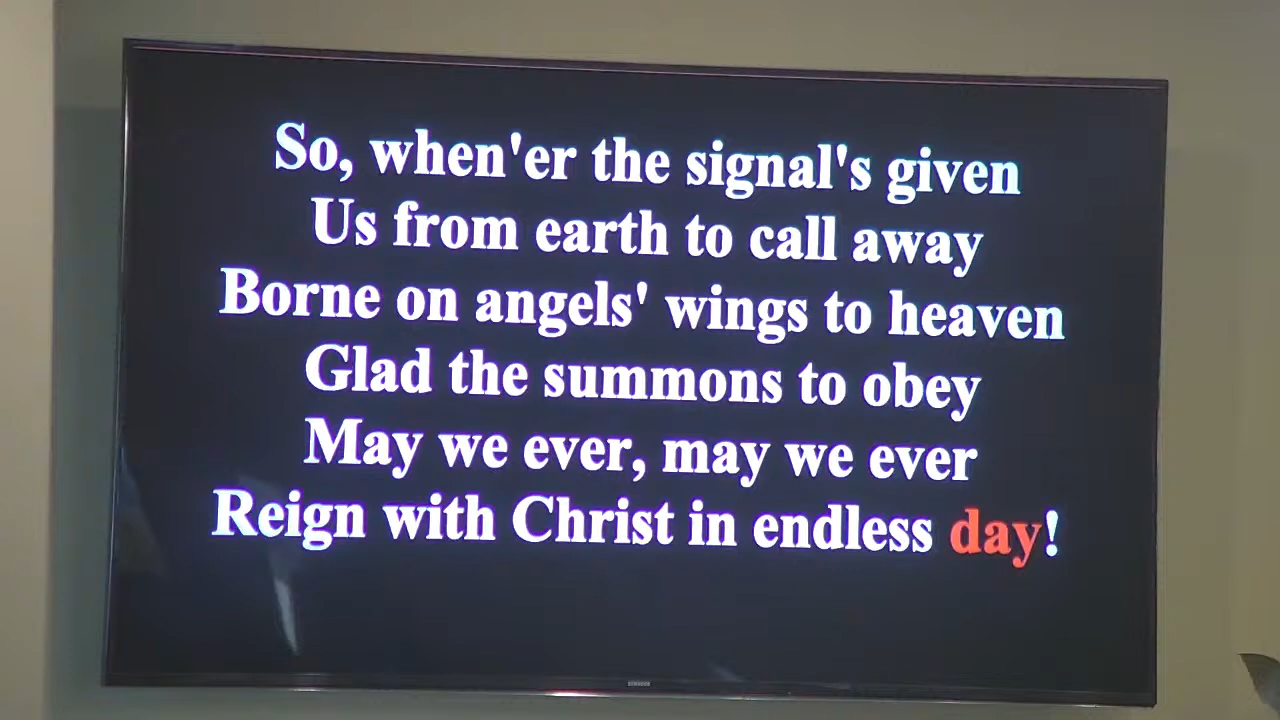 So, when'er the signal's given
Us from earth to call away
Borne on angels' wings to heaven
Glad the summons to obey
May we ever, may we ever
Reign with Christ in endless day!